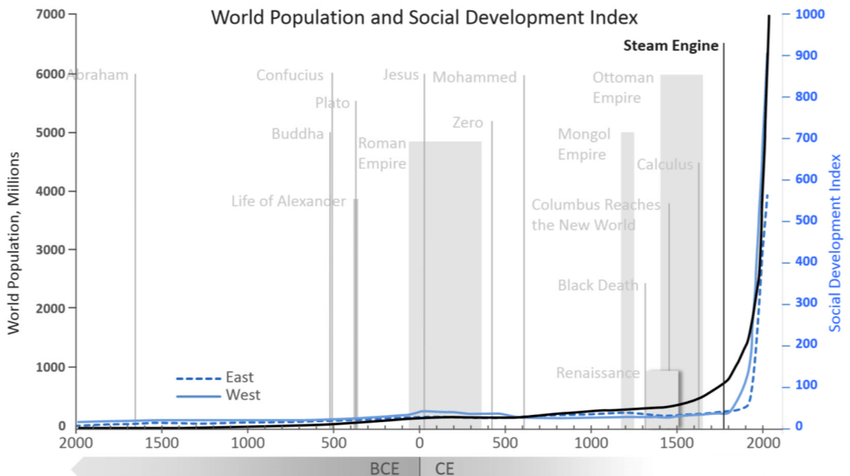 World Population and Social Development Index
7000
6000
5000
4000
3000
2000
1000
0
World Population, Millions
1000
900
800
700
600
500
400
300
200
100
0
Social Development Index
Steam Engine
Abraham
Confucius
Jesus
Mohammed
Ottoman
Empire
Plato
Zero
Buddha
Roman
Empire
Mongol
Empire
Calculus
Life of Alexander
Columbus Reaches
the New World
Black Death
Renaissance
East
West
2000
1500
1000
500
0
500
1000
1500
2000
BCE
CE